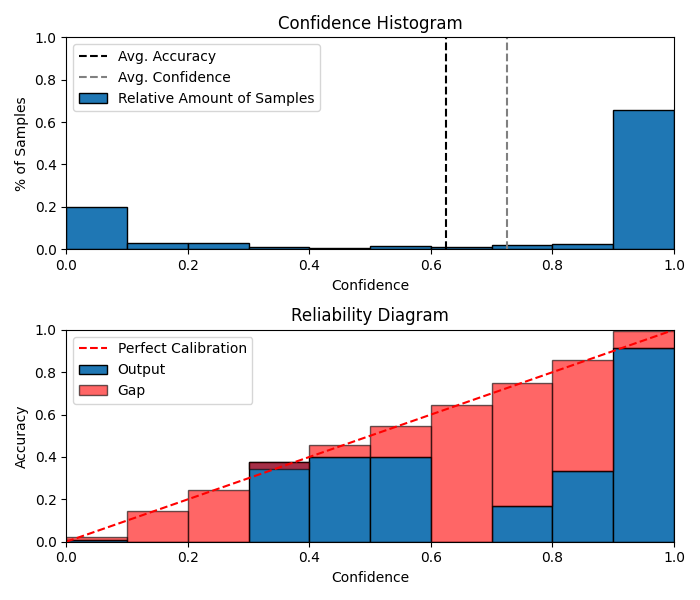 Confidence Histogram
1.0
0.8
0.6
0.4
0.2
0.0
% of Samples
Avg. Accuracy
Avg. Confidence
Relative Amount of Samples
0.0 0.2 0.4 0.6 0.8 1.0
Confidence
Reliability Diagram
1.0
0.8
0.6
0.4
0.2
0.0
Accuracy
Perfect Calibration
Output
Gap
0.0 0.2 0.4 0.6 0.8 1.0
Confidence